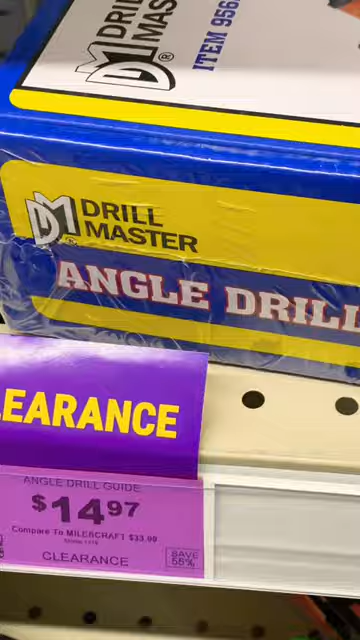 DRILL
MASTER
®
ITEM 956
DRILL
MASTER
ANGLE DRILL
LEARANCE
ANGLE DRILL GUIDE
$14 97
Compare To MILESCRAFT $33.99
CLEARANCE
SAVE
55%